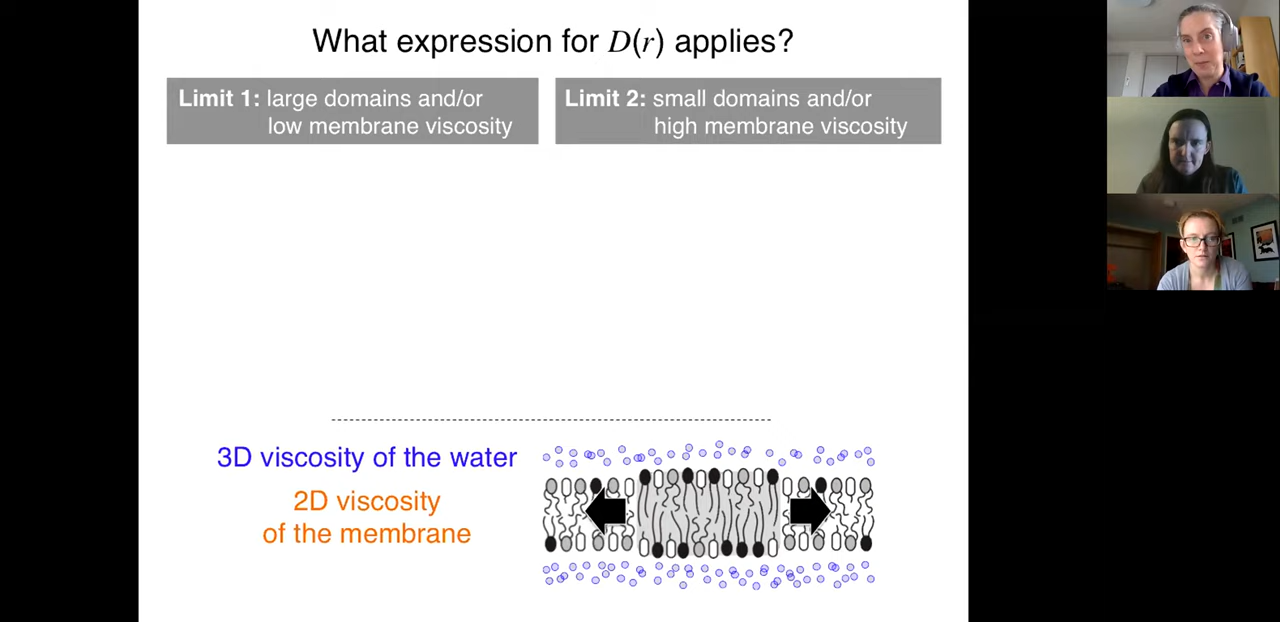 What expression for D(r) applies?
Limit 1: large domains and/or
low membrane viscosity
Limit 2: small domains and/or
high membrane viscosity
3D viscosity of the water
2D viscosity
of the membrane